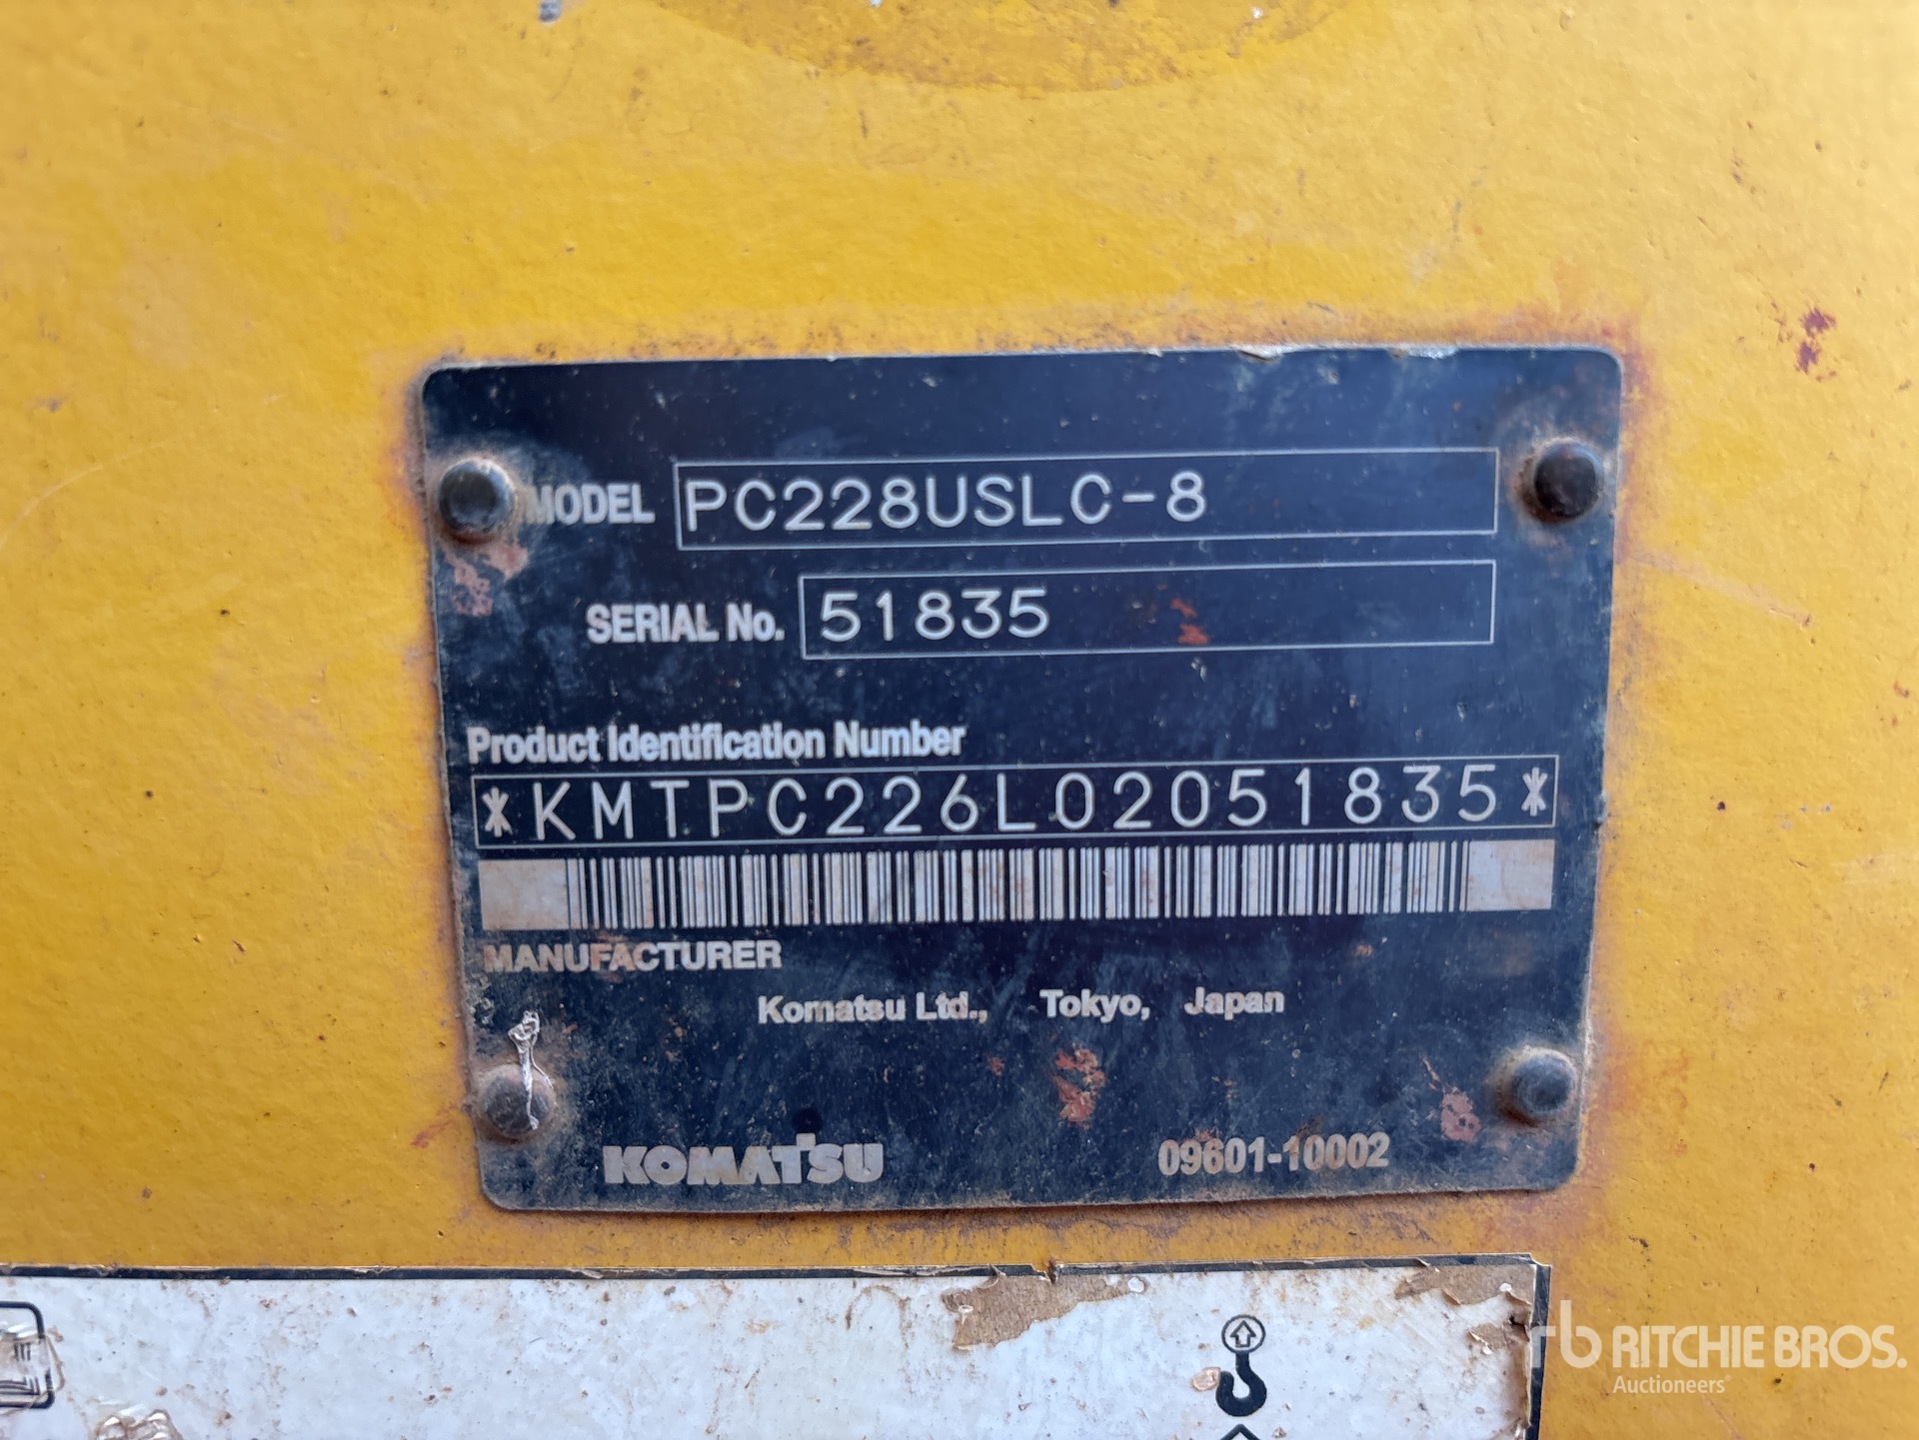 MODEL PC228USLC-8
SERIAL No. 51835
Product Identification Number
*KMTPC226L02051835*
MANUFACTURER
Komatsu Ltd., Tokyo, Japan
KOMATSU 09601-10002
rb RITCHIE BROS.
Auctioneers